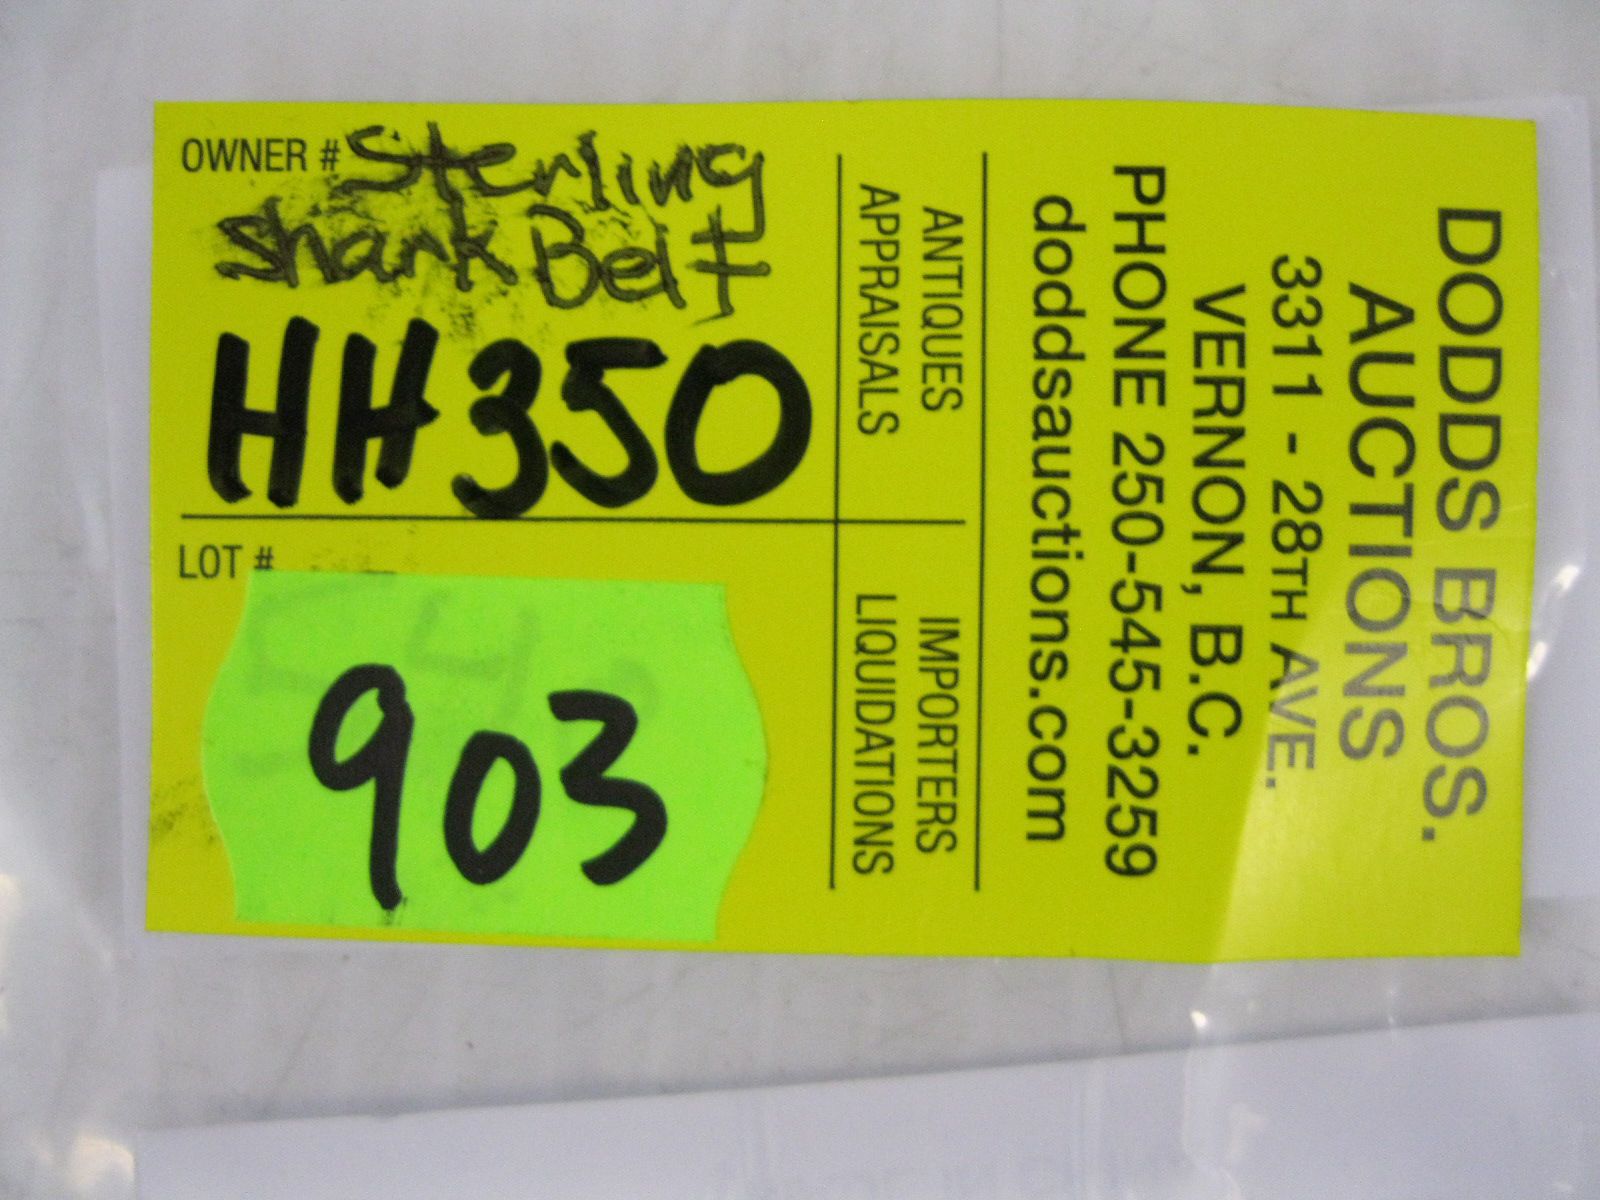 OWNER # Sterling
Shark Belt
HH350
LOT #
903
ANTIQUES
APPRAISALS
IMPORTERS
LIQUIDATIONS
DODDS BROS.
AUCTIONS
3311 - 28TH AVE.
VERNON, B.C.
PHONE 250-545-3259
doddsauctions.com